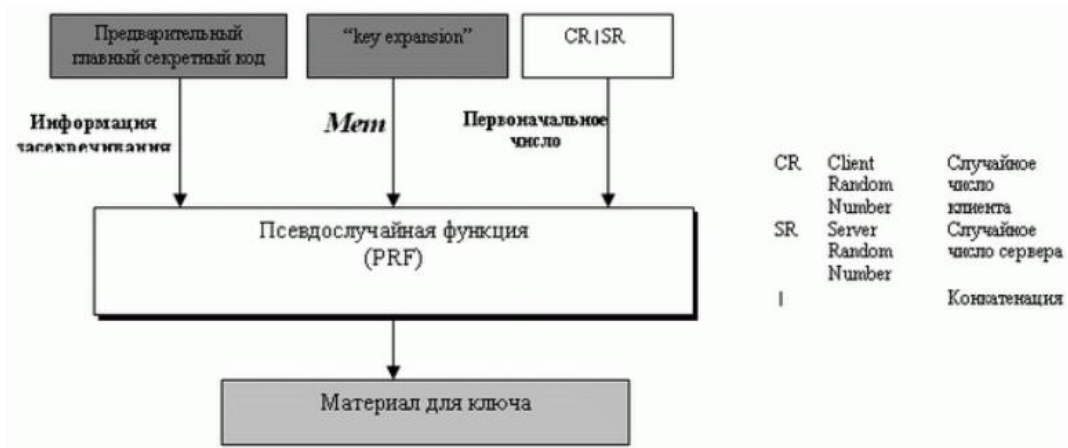 Предварительный
главный секретный код
“key expansion”
CR|SR
Информация
засекречивания
Мет
Первоначальное
число
Псевдослучайная функция
(PRF)
Материал для ключа
CR Client Случайное
Random число
Number клиента
SR Server Случайное
Random число сервера
Number
| Конкатенация